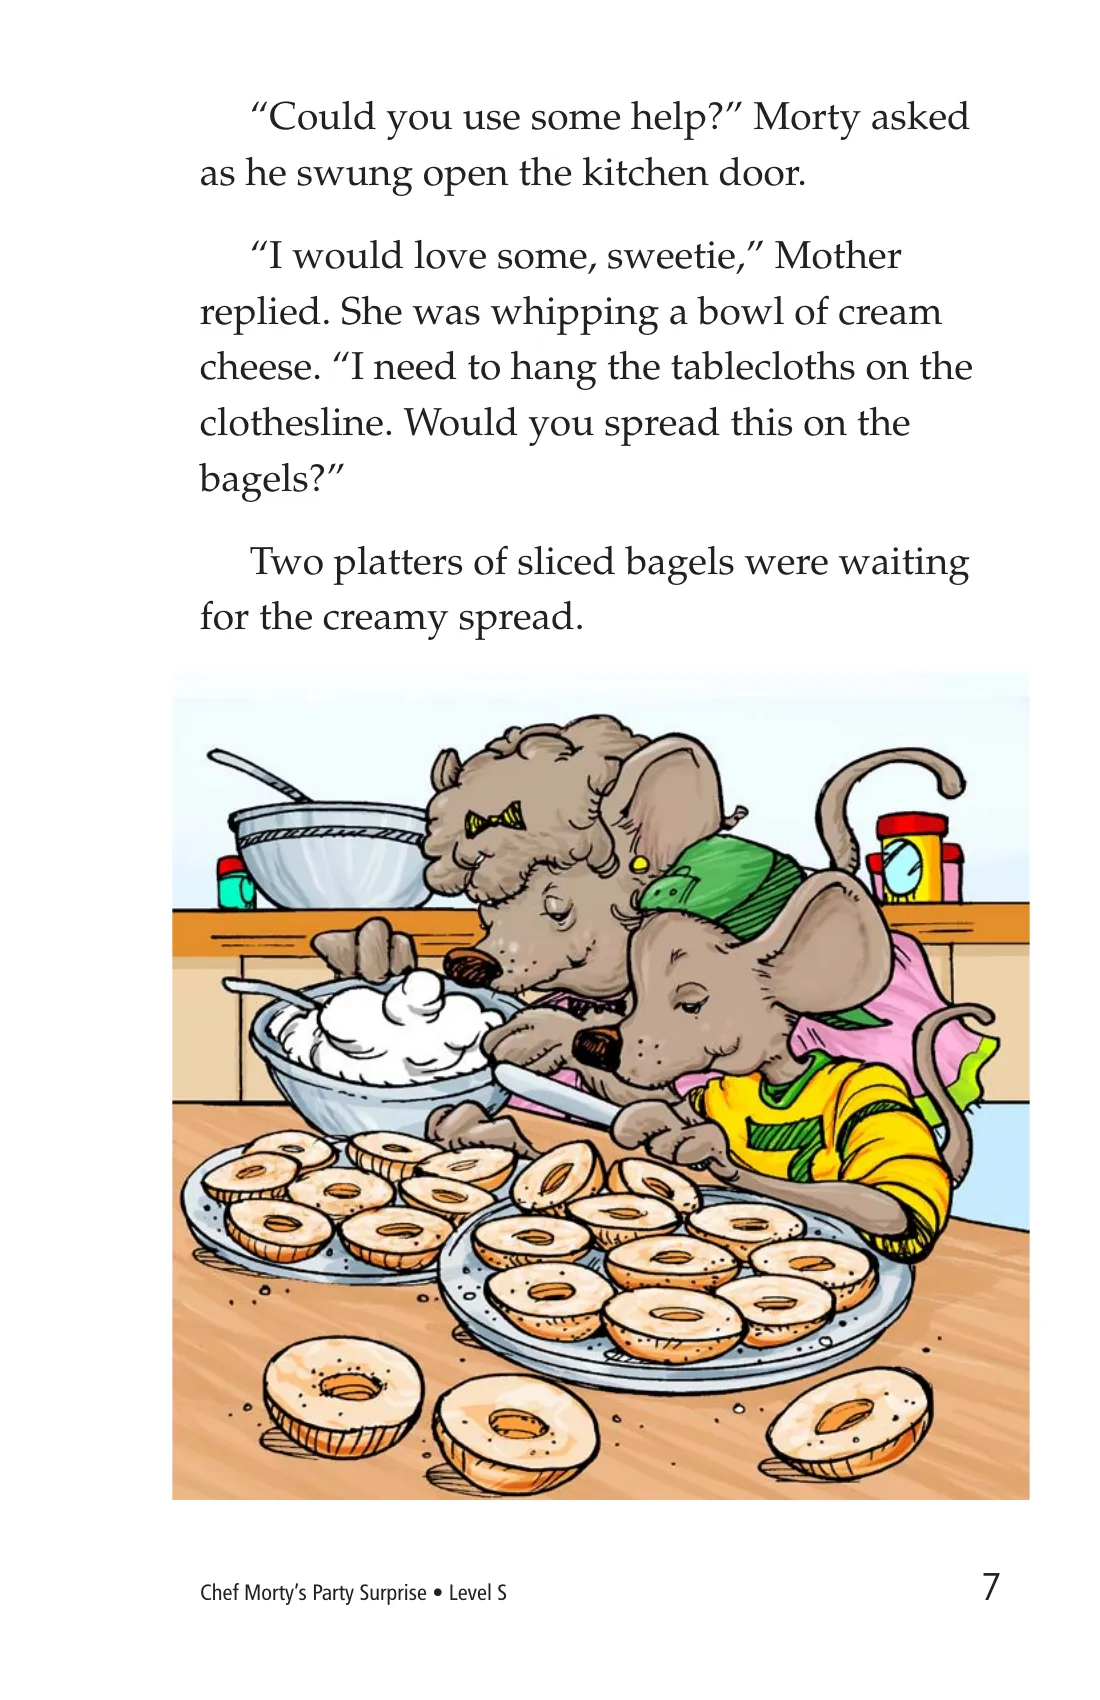 “Could you use some help?” Morty asked
as he swung open the kitchen door.
“I would love some, sweetie,” Mother
replied. She was whipping a bowl of cream
cheese. “I need to hang the tablecloths on the
clothesline. Would you spread this on the
bagels?”
Two platters of sliced bagels were waiting
for the creamy spread.
7
Chef Morty’s Party Surprise • Level S
7